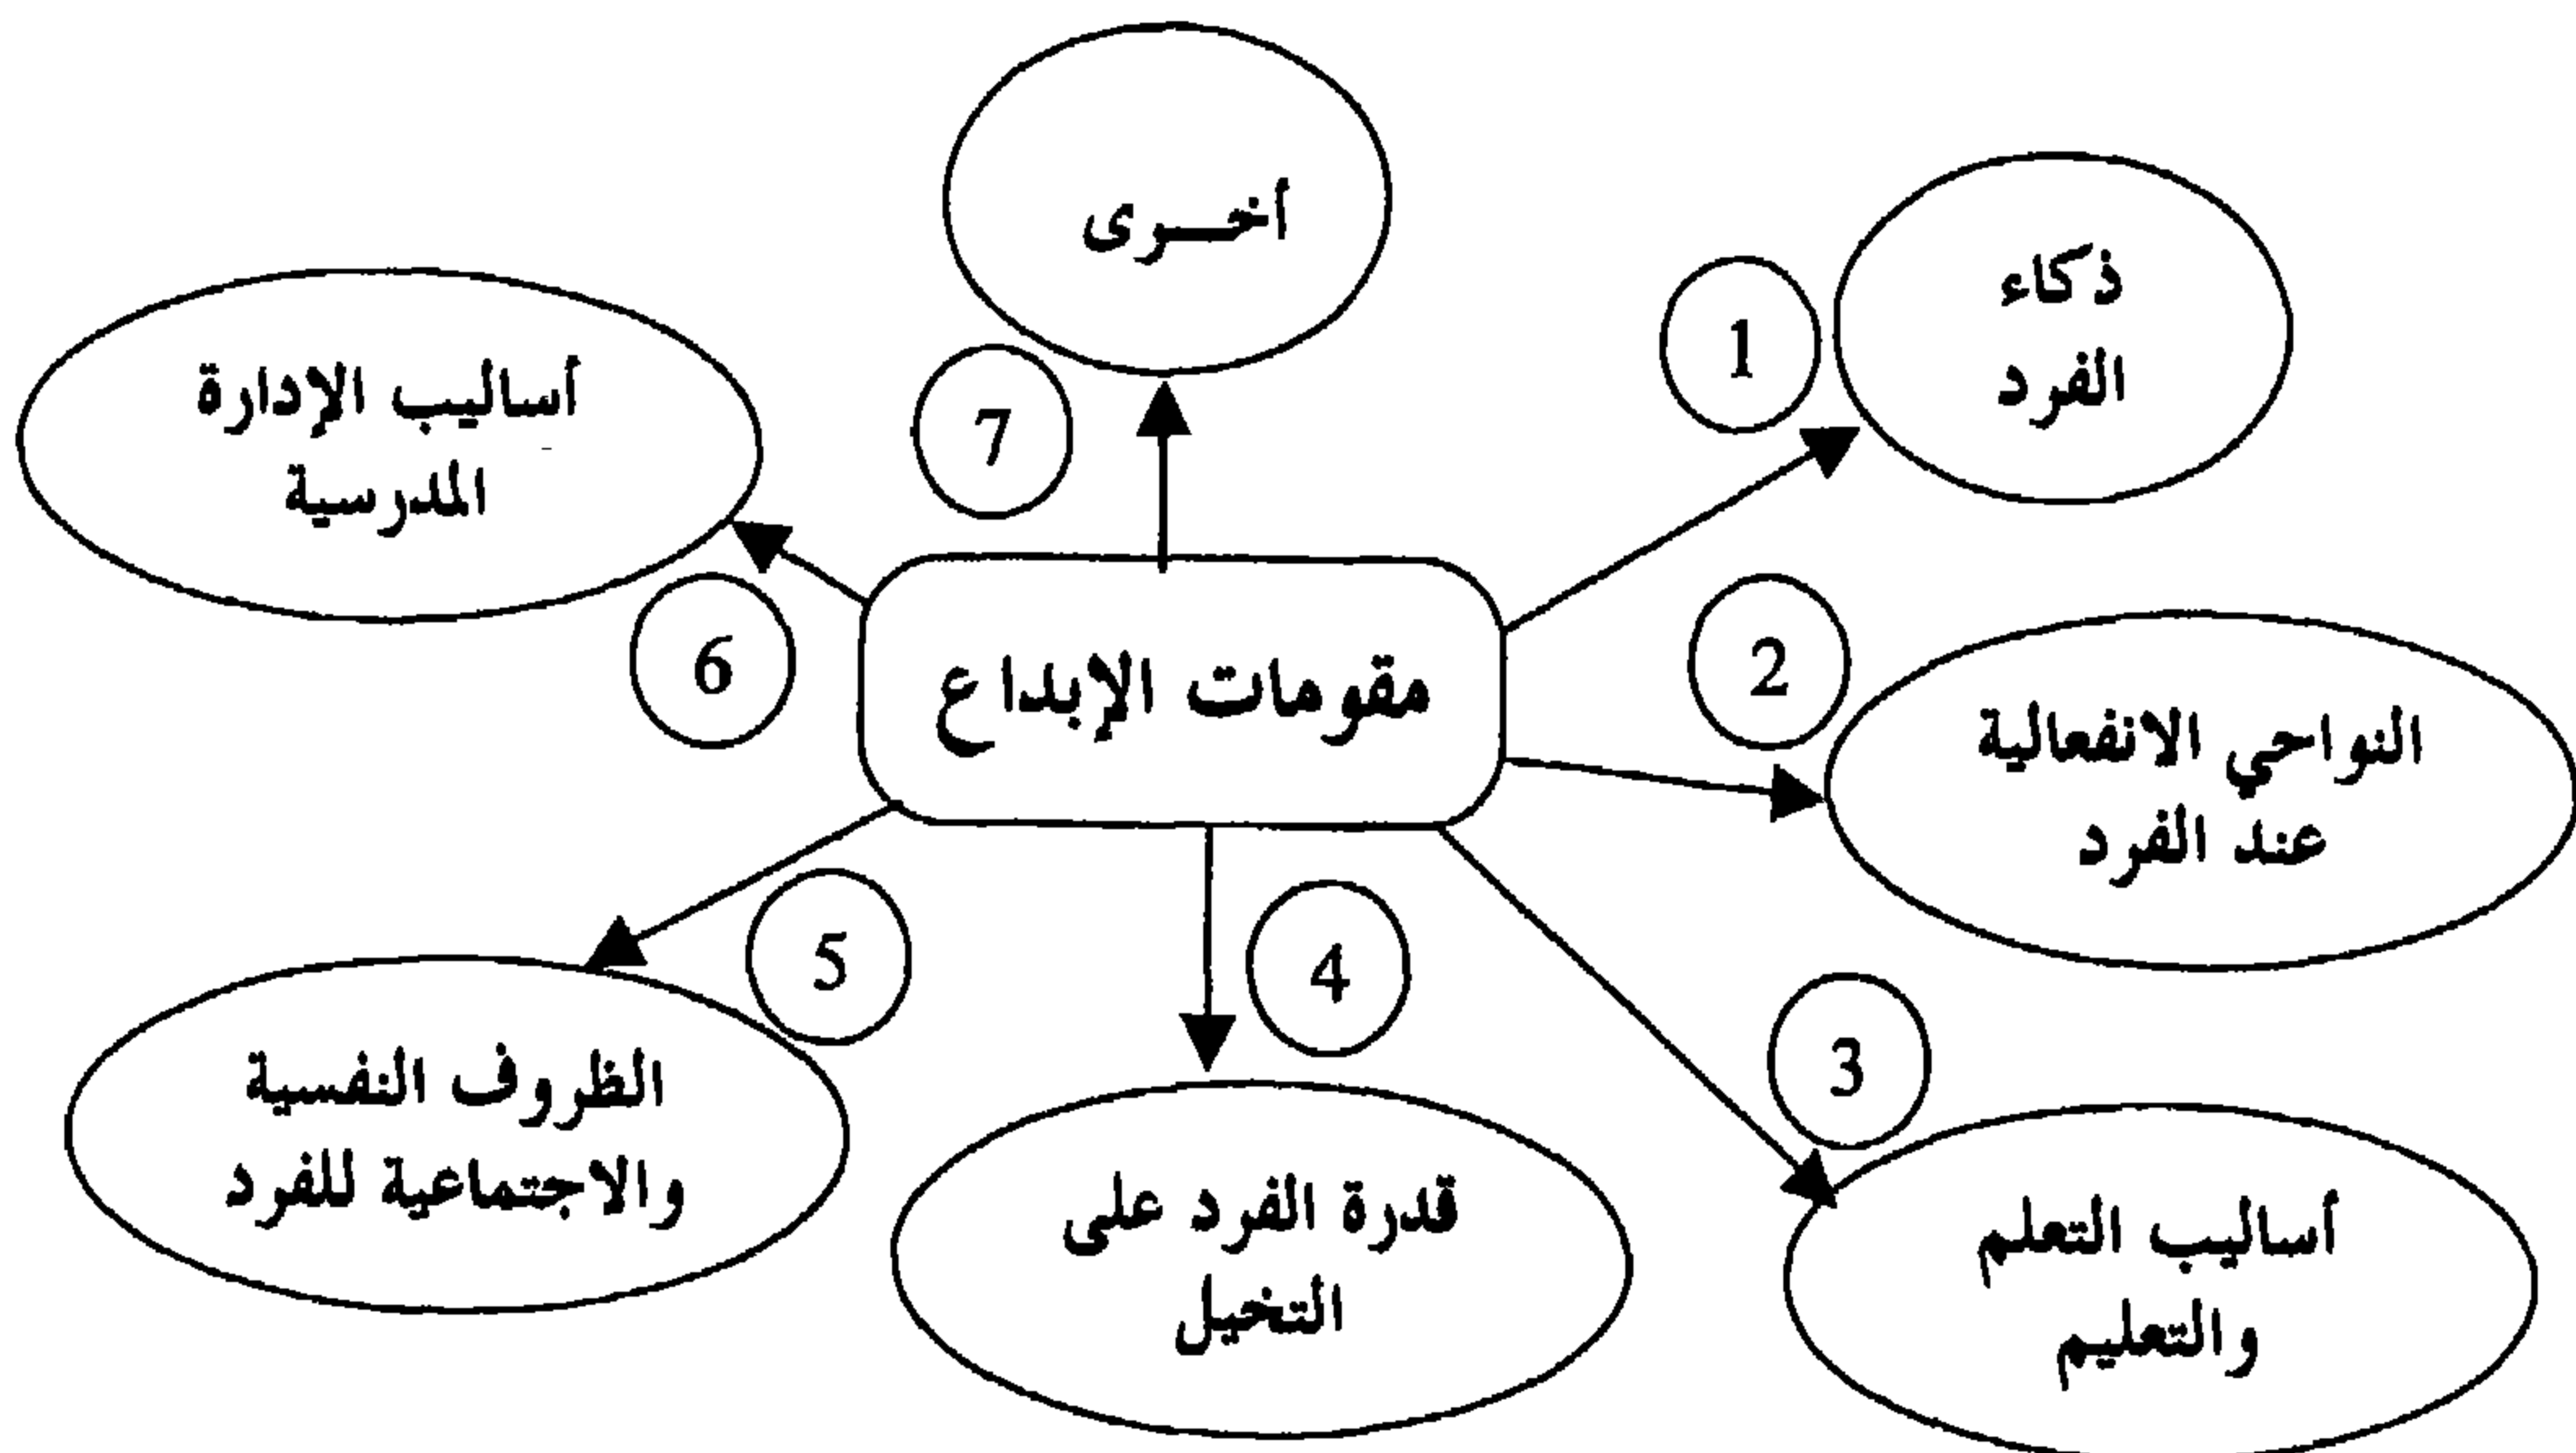 مقومات الإبداع
1
ذكاء
الفرد
2
النواحي الانفعالية
عند الفرد
3
أساليب التعلم
والتعليم
4
قدرة الفرد على
التخيل
5
الظروف النفسية
والاجتماعية للفرد
6
أساليب الإدارة
المدرسية
7
أخــرى